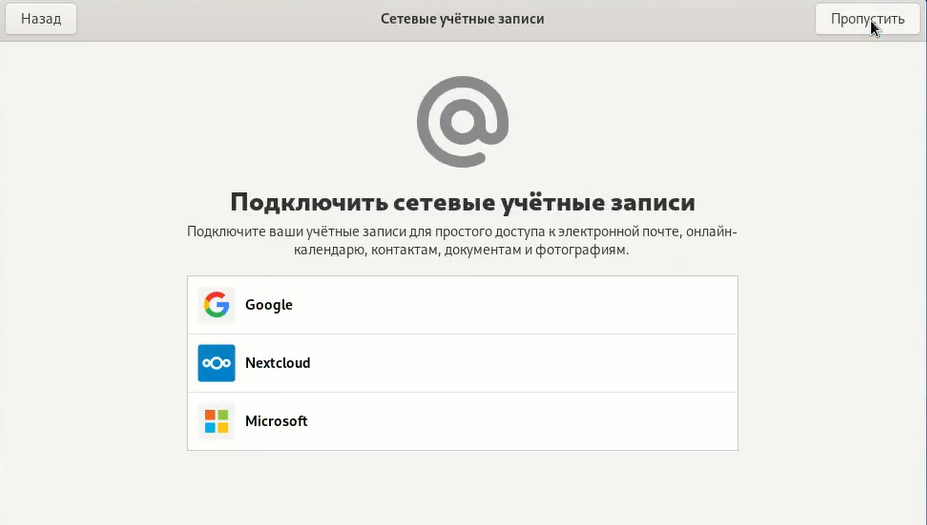 Назад
Сетевые учётные записи
Пропустить
Подключить сетевые учётные записи
Подключите ваши учётные записи для простого доступа к электронной почте, онлайн-
календарю, контактам, документам и фотографиям.
Google
Nextcloud
Microsoft